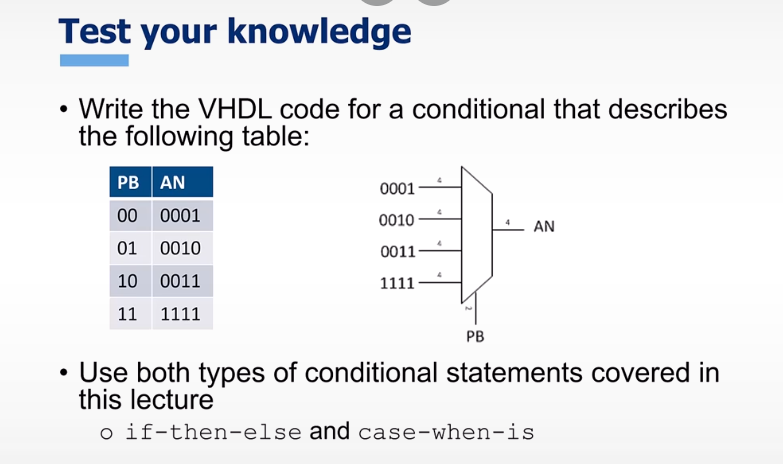 Test your knowledge
• Write the VHDL code for a conditional that describes
the following table:
PB AN
00 0001
01 0010
10 0011
11 1111
0001 4
0010 4
0011 4
1111 4
4 AN
2
PB
• Use both types of conditional statements covered in
this lecture
o if-then-else and case-when-is